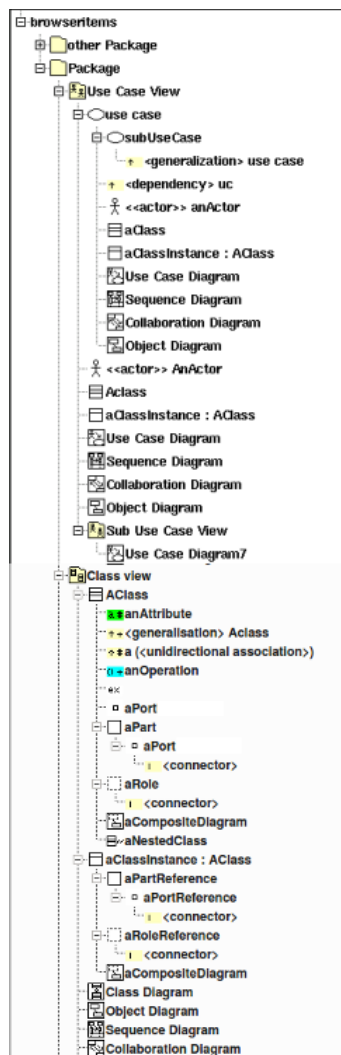 browseritems
other Package
Package
Use Case View
use case
subUseCase
<generalization> use case
<dependency> uc
<<actor>> anActor
aClass
aClassInstance : AClass
Use Case Diagram
Sequence Diagram
Collaboration Diagram
Object Diagram
<<actor>> AnActor
Aclass
aClassInstance : AClass
Use Case Diagram
Sequence Diagram
Collaboration Diagram
Object Diagram
Sub Use Case View
Use Case Diagram7
Class view
AClass
anAttribute
<generalisation> Aclass
a (<unidirectional association>)
anOperation
ex
aPort
aPart
aPort
<connector>
aRole
<connector>
aCompositeDiagram
aNestedClass
aClassInstance : AClass
aPartReference
aPortReference
<connector>
aRoleReference
<connector>
aCompositeDiagram
Class Diagram
Object Diagram
Sequence Diagram
Collaboration Diagram